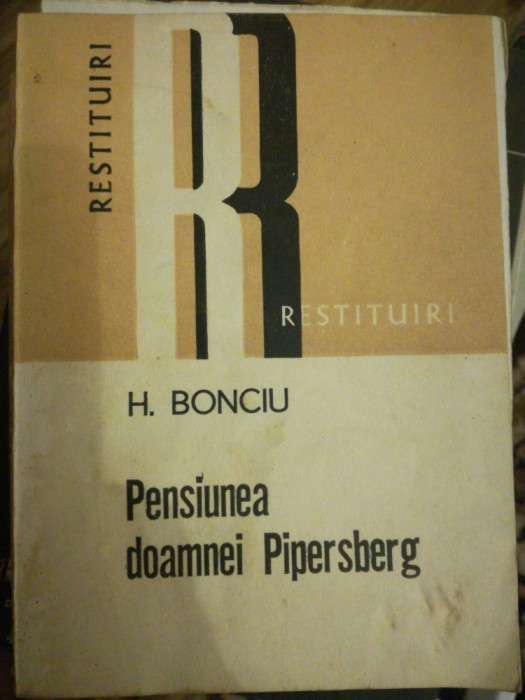 RESTITUIRI
RESTITUIRI
H. BONCIU
Pensiunea
doamnei Pipersberg